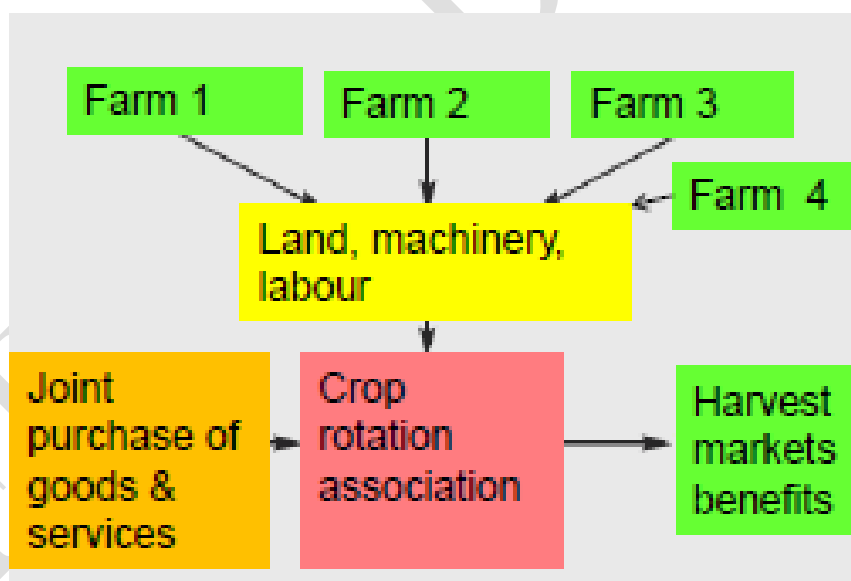 Farm 1
Farm 2
Farm 3
Farm 4
Land, machinery,
labour
Joint
purchase of
goods &
services
Crop
rotation
association
Harvest
markets
benefits